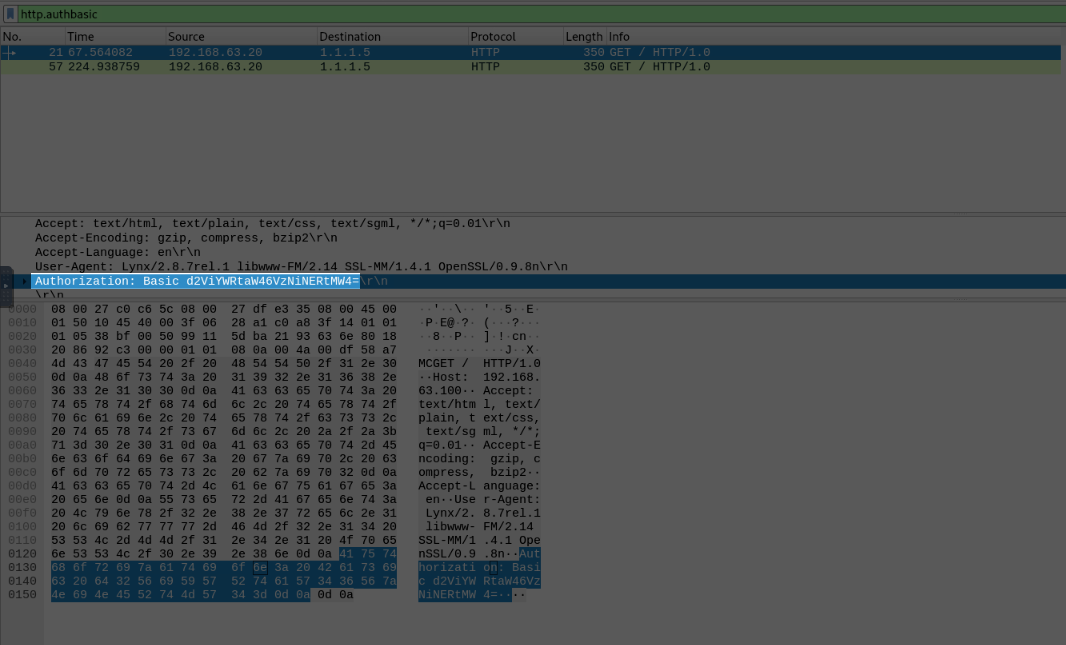 http.authbasic
No. Time Source Destination Protocol Length Info
21 67.564082 192.168.63.20 1.1.1.5 HTTP 350 GET / HTTP/1.0
57 224.938759 192.168.63.20 1.1.1.5 HTTP 350 GET / HTTP/1.0
Accept: text/html, text/plain, text/css, text/sgml, */*;q=0.01\r\n
Accept-Encoding: gzip, compress, bzip2\r\n
Accept-Language: en\r\n
User-Agent: Lynx/2.8.7rel.1 libwww-FM/2.14 SSL-MM/1.4.1 OpenSSL/0.9.8n\r\n
Authorization: Basic d2ViYWRtaW46VzNiNERtMW4=\r\n
\r\n
0000 08 00 27 c0 c6 5c 08 00 27 df e3 35 08 00 45 00 ··'··\·· '··5··E·
0010 01 50 10 45 40 00 3f 06 28 a1 c0 a8 3f 14 01 01 ·P·E@·?· (···?···
0020 01 05 38 bf 00 50 99 11 5d ba 21 93 63 6e 80 18 ··8··P·· ]·!·cn··
0030 20 86 92 c3 00 00 01 01 08 0a 00 4a 00 df 58 a7  ······· ···J··X·
0040 4d 43 47 45 54 20 2f 20 48 54 54 50 2f 31 2e 30 MCGET / HTTP/1.0
0050 0d 0a 48 6f 73 74 3a 20 31 39 32 2e 31 36 38 2e ··Host: 192.168.
0060 36 33 2e 31 30 30 0d 0a 41 63 63 65 70 74 3a 20 63.100·· Accept:
0070 74 65 78 74 2f 68 74 6d 6c 2c 20 74 65 78 74 2f text/htm l, text/
0080 70 6c 61 69 6e 2c 20 74 65 78 74 2f 63 73 73 2c plain, t ext/css,
0090 20 74 65 78 74 2f 73 67 6d 6c 2c 20 2a 2f 2a 3b text/sg ml, */*;
00a0 71 3d 30 2e 30 31 0d 0a 41 63 63 65 70 74 2d 45 q=0.01·· Accept-E
00b0 6e 63 6f 64 69 6e 67 3a 20 67 7a 69 70 2c 20 63 ncoding: gzip, c
00c0 6f 6d 70 72 65 73 73 2c 20 62 7a 69 70 32 0d 0a ompress, bzip2··
00d0 41 63 63 65 70 74 2d 4c 61 6e 67 75 61 67 65 3a Accept-L anguage:
00e0 20 65 6e 0d 0a 55 73 65 72 2d 41 67 65 6e 74 3a en··Use r-Agent:
00f0 20 4c 79 6e 78 2f 32 2e 38 2e 37 72 65 6c 2e 31 Lynx/2. 8.7rel.1
0100 20 6c 69 62 77 77 77 2d 46 4d 2f 32 2e 31 34 20 libwww- FM/2.14
0110 53 53 4c 2d 4d 4d 2f 31 2e 34 2e 31 20 4f 70 65 SSL-MM/1 .4.1 Ope
0120 6e 53 53 4c 2f 30 2e 39 2e 38 6e 0d 0a 41 75 74 nSSL/0.9 .8n··Aut
0130 68 6f 72 69 7a 61 74 69 6f 6e 3a 20 42 61 73 69 horizati on: Basi
0140 63 20 64 32 56 69 59 57 52 74 61 57 34 36 56 7a c d2ViYW RtaW46Vz
0150 4e 69 4e 45 52 74 4d 57 34 3d 0d 0a 0d 0a NiNERtMW 4=····